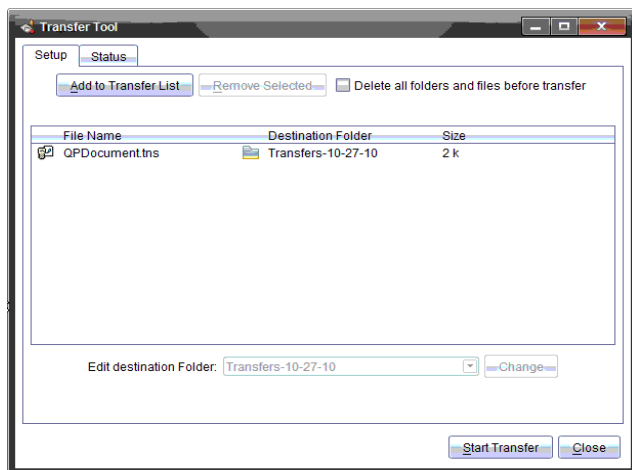 Transfer Tool
Setup Status
Add to Transfer List Remove Selected Delete all folders and files before transfer
File Name Destination Folder Size
QPDocument.tns Transfers-10-27-10 2 k
Edit destination Folder: Transfers-10-27-10 Change
Start Transfer Close